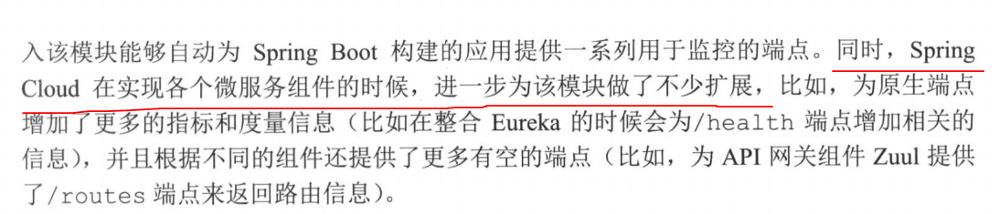 入该模块能够自动为 Spring Boot 构建的应用提供一系列用于监控的端点。同时，Spring
Cloud 在实现各个微服务组件的时候，进一步为该模块做了不少扩展，比如，为原生端点
增加了更多的指标和度量信息（比如在整合 Eureka 的时候会为/health 端点增加相关的
信息），并且根据不同的组件还提供了更多有空的端点（比如，为 API 网关组件 Zuul 提供
了/routes 端点来返回路由信息）。